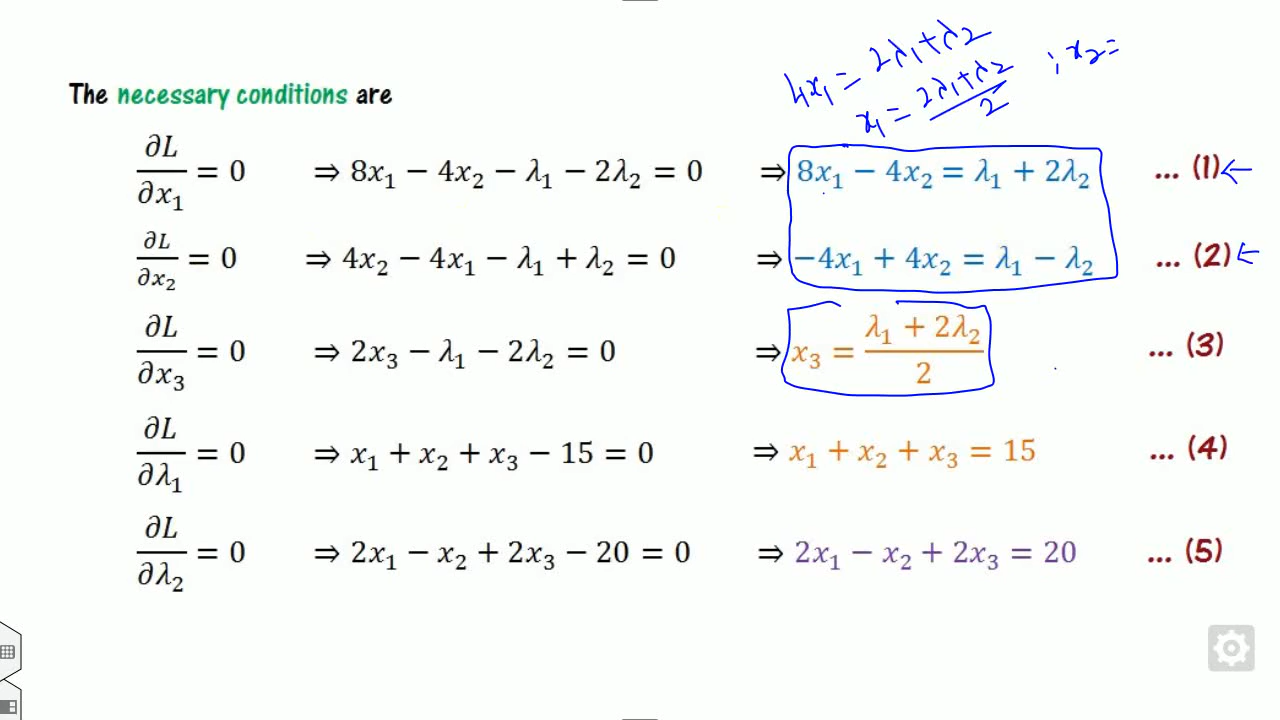 4x₁ = 2λ₁+λ₂
x₁ = (2λ₁+λ₂)/2 ; x₂ =
The necessary conditions are
∂L/∂x₁ = 0 ⇒ 8x₁ − 4x₂ − λ₁ − 2λ₂ = 0 ⇒ 8x₁ − 4x₂ = λ₁ + 2λ₂ ... (1) ←
∂L/∂x₂ = 0 ⇒ 4x₂ − 4x₁ − λ₁ + λ₂ = 0 ⇒ −4x₁ + 4x₂ = λ₁ − λ₂ ... (2) ←
∂L/∂x₃ = 0 ⇒ 2x₃ − λ₁ − 2λ₂ = 0 ⇒ x₃ = (λ₁ + 2λ₂)/2 ... (3)
∂L/∂λ₁ = 0 ⇒ x₁ + x₂ + x₃ − 15 = 0 ⇒ x₁ + x₂ + x₃ = 15 ... (4)
∂L/∂λ₂ = 0 ⇒ 2x₁ − x₂ + 2x₃ − 20 = 0 ⇒ 2x₁ − x₂ + 2x₃ = 20 ... (5)